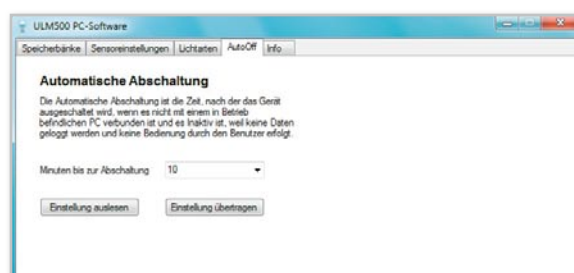 ULM500 PC-Software
Speicherbänke Sensoreinstellungen Lichtarten AutoOff Info
Automatische Abschaltung
Die Automatische Abschaltung ist die Zeit, nach der das Gerät
ausgeschaltet wird, wenn es nicht mit einem in Betrieb
befindlichen PC verbunden ist und es Inaktiv ist, weil keine Daten
geloggt werden und keine Bedienung durch den Benutzer erfolgt.
Minuten bis zur Abschaltung 10
Einstellung auslesen Einstellung übertragen